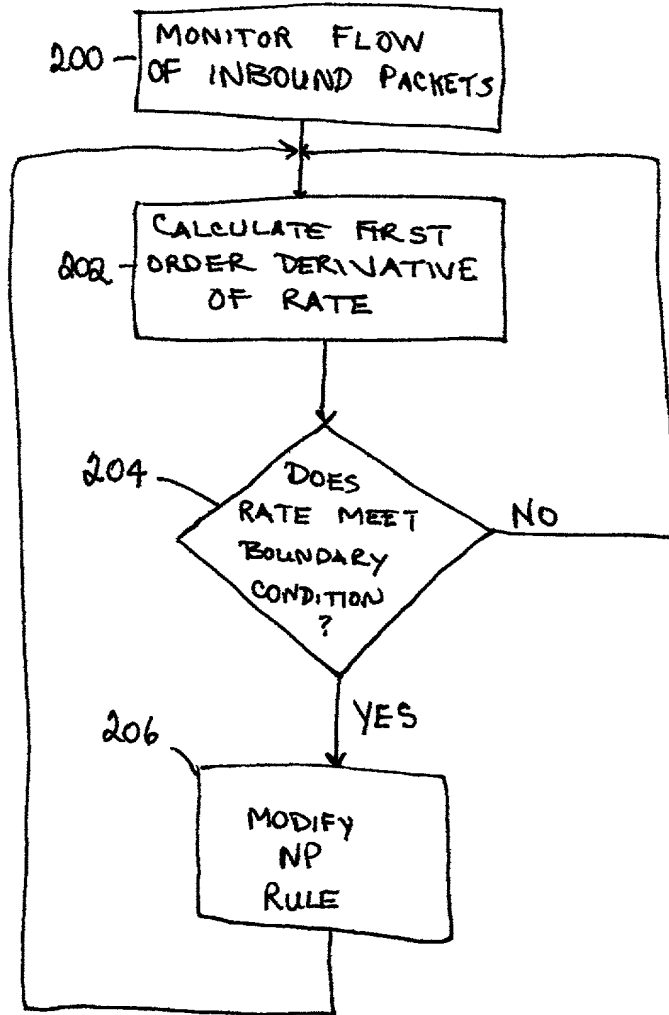 200
MONITOR FLOW
OF INBOUND PACKETS
202
CALCULATE FIRST
ORDER DERIVATIVE
OF RATE
204
DOES
RATE MEET
BOUNDARY
CONDITION
?
NO
YES
206
MODIFY
NP
RULE